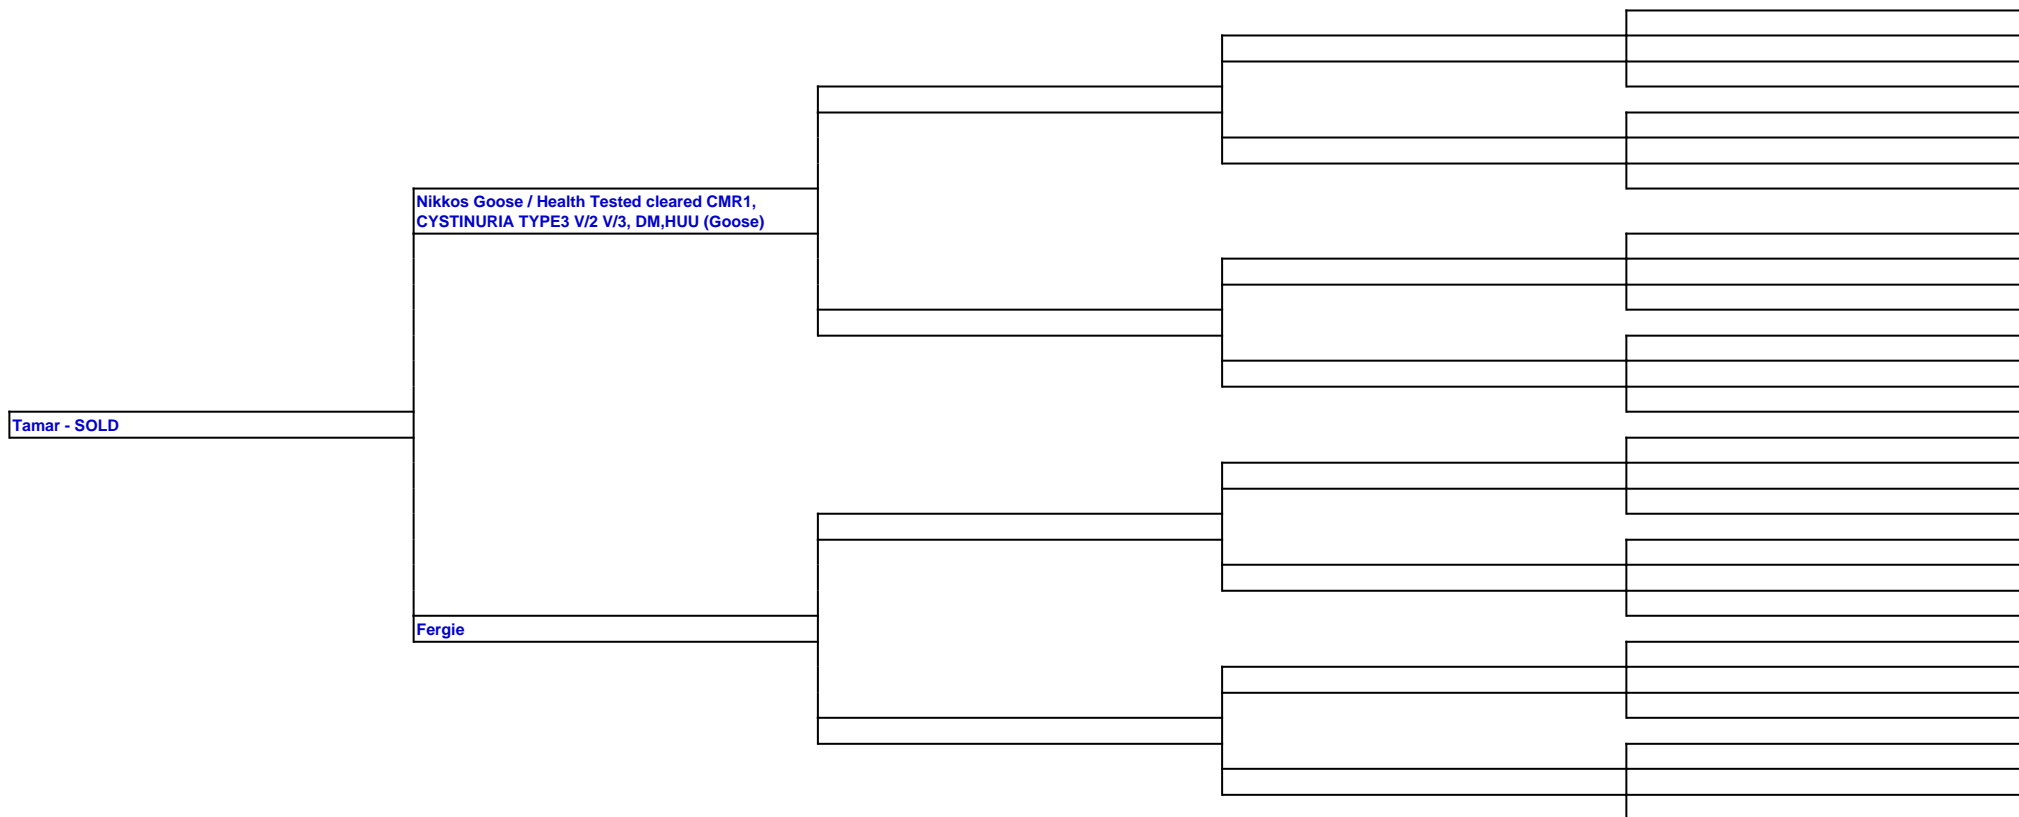 Nikkos Goose / Health Tested cleared CMR1,
CYSTINURIA TYPE3 V/2 V/3, DM,HUU (Goose)
Tamar - SOLD
Fergie